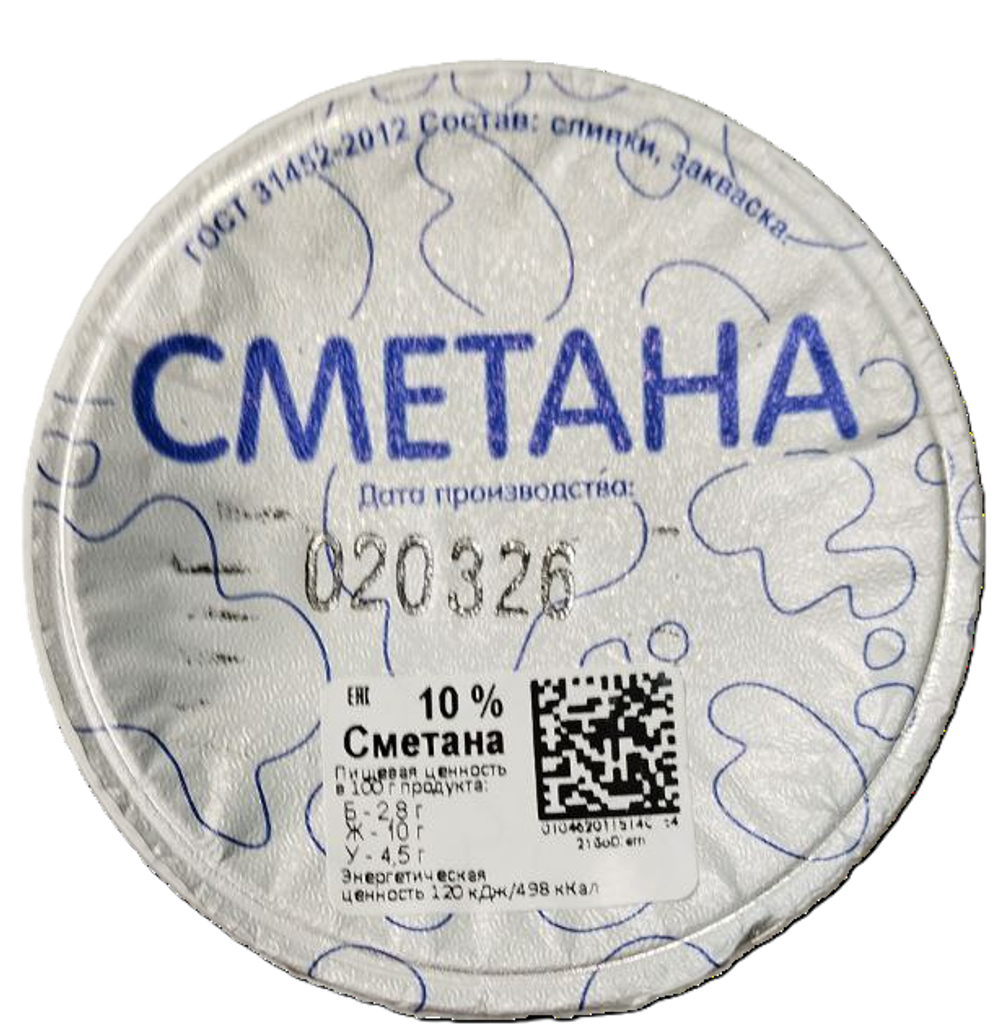 ГОСТ 31452-2012 Состав: сливки, закваска.
СМЕТАНА
Дата производства:
020326
EAC 10 %
Сметана
Пищевая ценность
в 100 г продукта:
Б - 2,8 г
Ж - 10 г
У - 4,5 г
Энергетическая
ценность 120 кДж/498 кКал